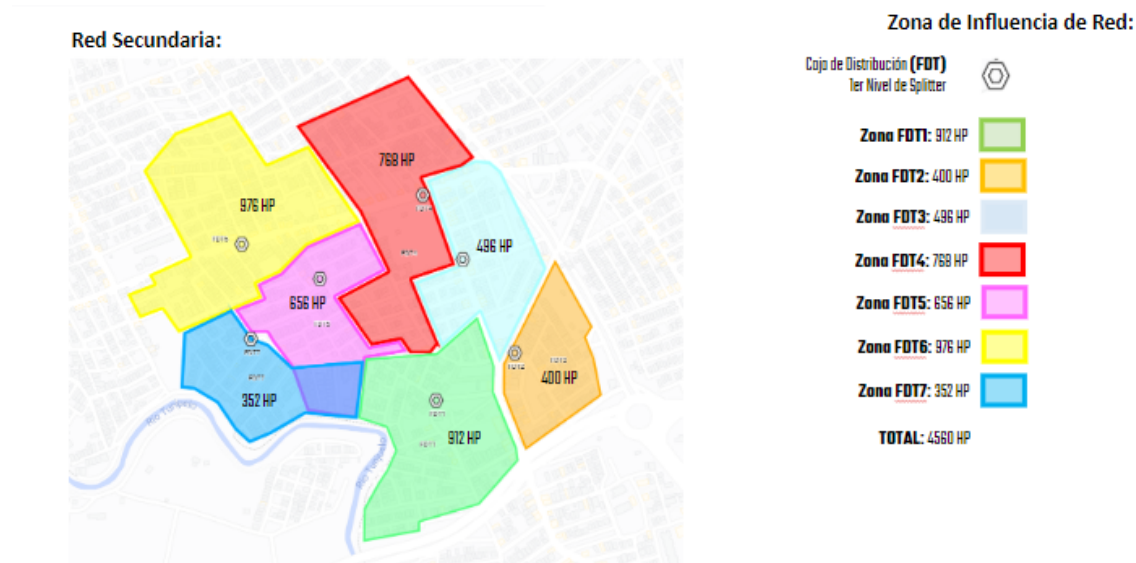 Red Secundaria:
768 HP
976 HP
496 HP
656 HP
400 HP
352 HP
912 HP
Zona de Influencia de Red:
Caja de Distribución (FDT)
1er Nivel de Splitter
Zona FDT1: 912 HP
Zona FDT2: 400 HP
Zona FDT3: 496 HP
Zona FDT4: 768 HP
Zona FDT5: 656 HP
Zona FDT6: 976 HP
Zona FDT7: 352 HP
TOTAL: 4560 HP